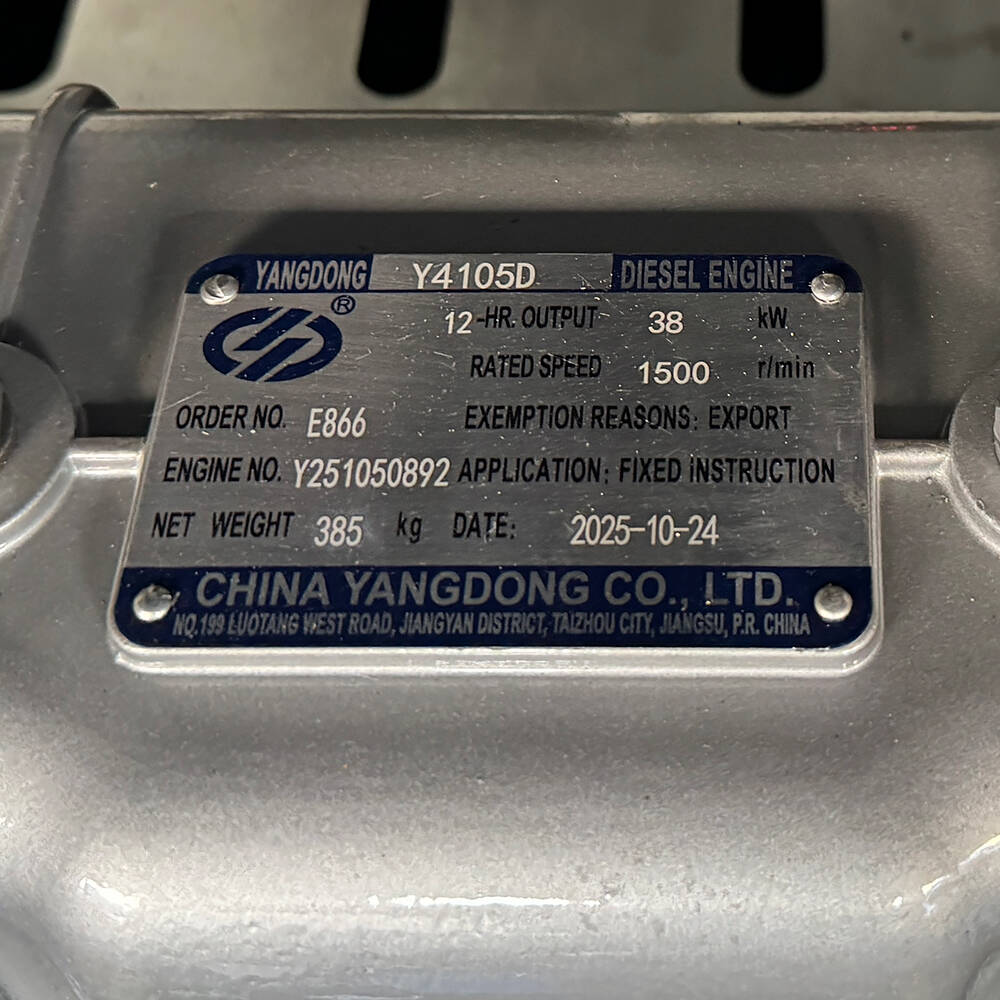 YANGDONG Y4105D DIESEL ENGINE
®
12-HR. OUTPUT 38 kW
RATED SPEED 1500 r/min
ORDER NO. E866 EXEMPTION REASONS: EXPORT
ENGINE NO. Y251050892 APPLICATION: FIXED INSTRUCTION
NET WEIGHT 385 kg DATE: 2025-10-24
CHINA YANGDONG CO., LTD.
NO.199 LUOTANG WEST ROAD, JIANGYAN DISTRICT, TAIZHOU CITY, JIANGSU, P.R. CHINA